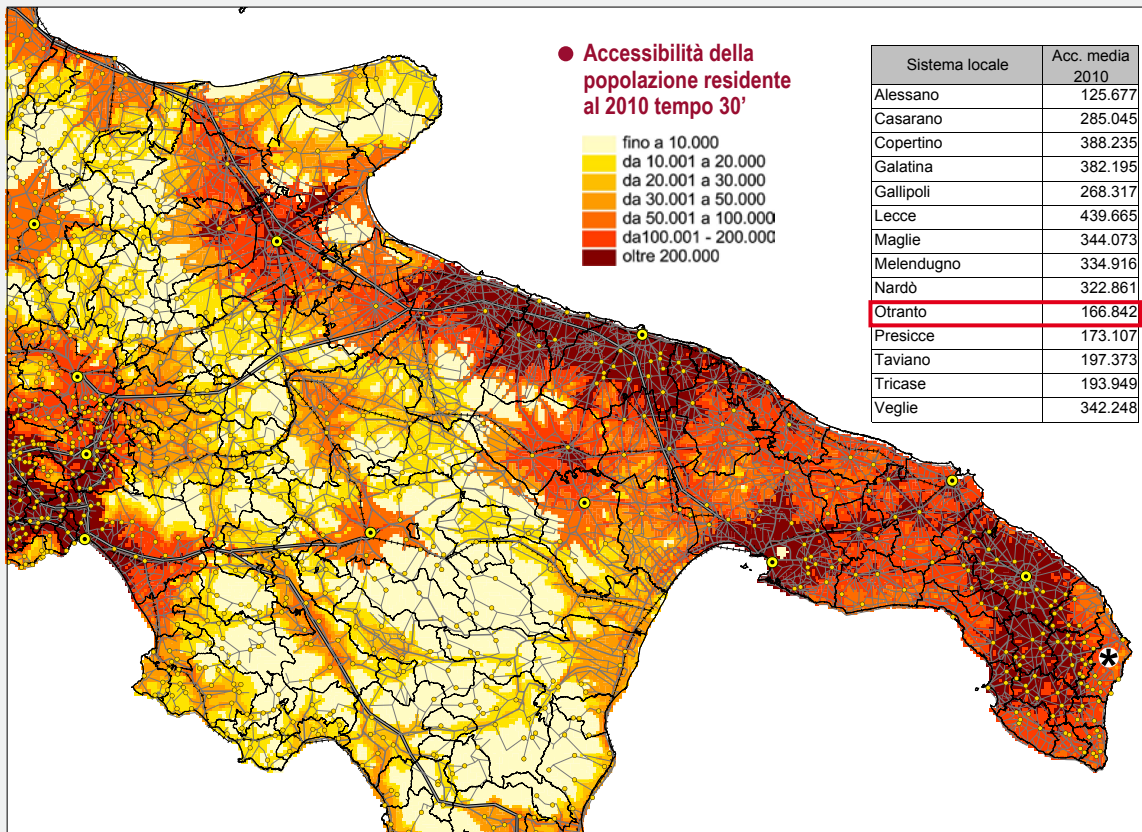 Accessibilità della
popolazione residente
al 2010 tempo 30’
fino a 10.000
da 10.001 a 20.000
da 20.001 a 30.000
da 30.001 a 50.000
da 50.001 a 100.000
da100.001 - 200.000
oltre 200.000
Sistema locale Acc. media
2010
Alessano 125.677
Casarano 285.045
Copertino 388.235
Galatina 382.195
Gallipoli 268.317
Lecce 439.665
Maglie 344.073
Melendugno 334.916
Nardò 322.861
Otranto 166.842
Presicce 173.107
Taviano 197.373
Tricase 193.949
Veglie 342.248
*